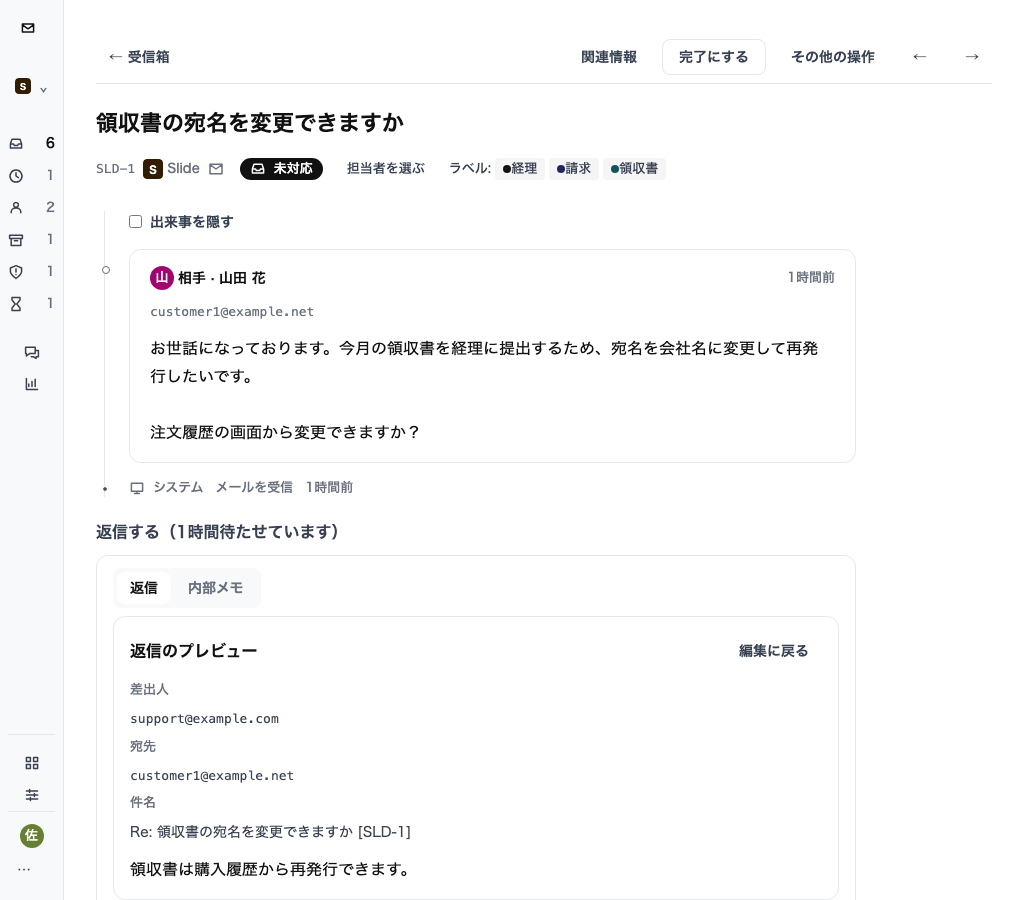 ← 受信箱
関連情報 完了にする その他の操作 ← →
S
6
1
2
1
1
1
佐
…
領収書の宛名を変更できますか
SLD-1 S Slide 未対応 担当者を選ぶ ラベル: 経理 請求 領収書
出来事を隠す
山 相手 · 山田 花 1時間前
customer1@example.net
お世話になっております。今月の領収書を経理に提出するため、宛名を会社名に変更して再発
行したいです。
注文履歴の画面から変更できますか？
システム メールを受信 1時間前
返信する（1時間待たせています）
返信 内部メモ
返信のプレビュー 編集に戻る
差出人
support@example.com
宛先
customer1@example.net
件名
Re: 領収書の宛名を変更できますか [SLD-1]
領収書は購入履歴から再発行できます。